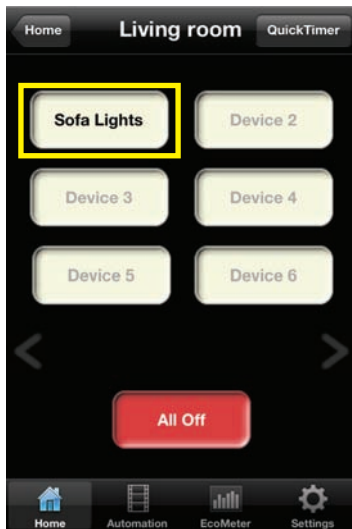 Home Living room QuickTimer
Sofa Lights Device 2
Device 3 Device 4
Device 5 Device 6
All Off
Home Automation EcoMeter Settings